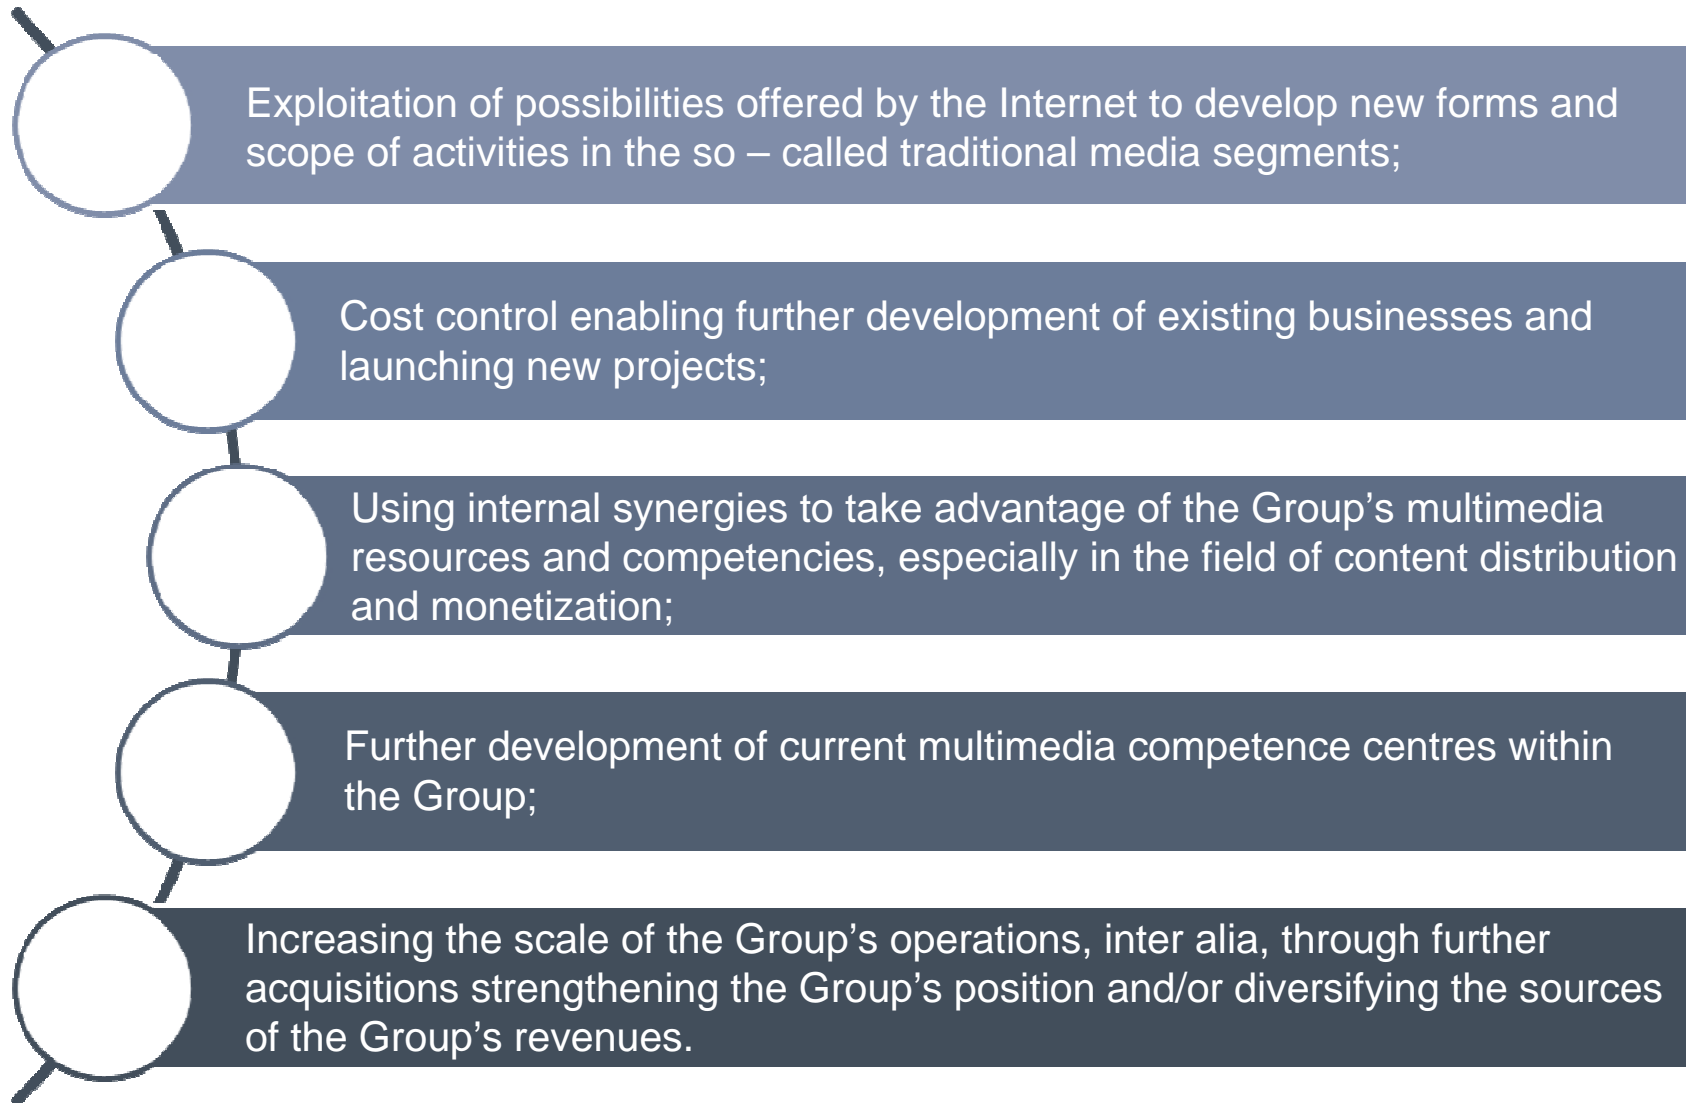 Exploitation of possibilities offered by the Internet to develop new forms and
scope of activities in the so – called traditional media segments;
Cost control enabling further development of existing businesses and
launching new projects;
Using internal synergies to take advantage of the Group’s multimedia
resources and competencies, especially in the field of content distribution
and monetization;
Further development of current multimedia competence centres within
the Group;
Increasing the scale of the Group’s operations, inter alia, through further
acquisitions strengthening the Group’s position and/or diversifying the sources
of the Group’s revenues.